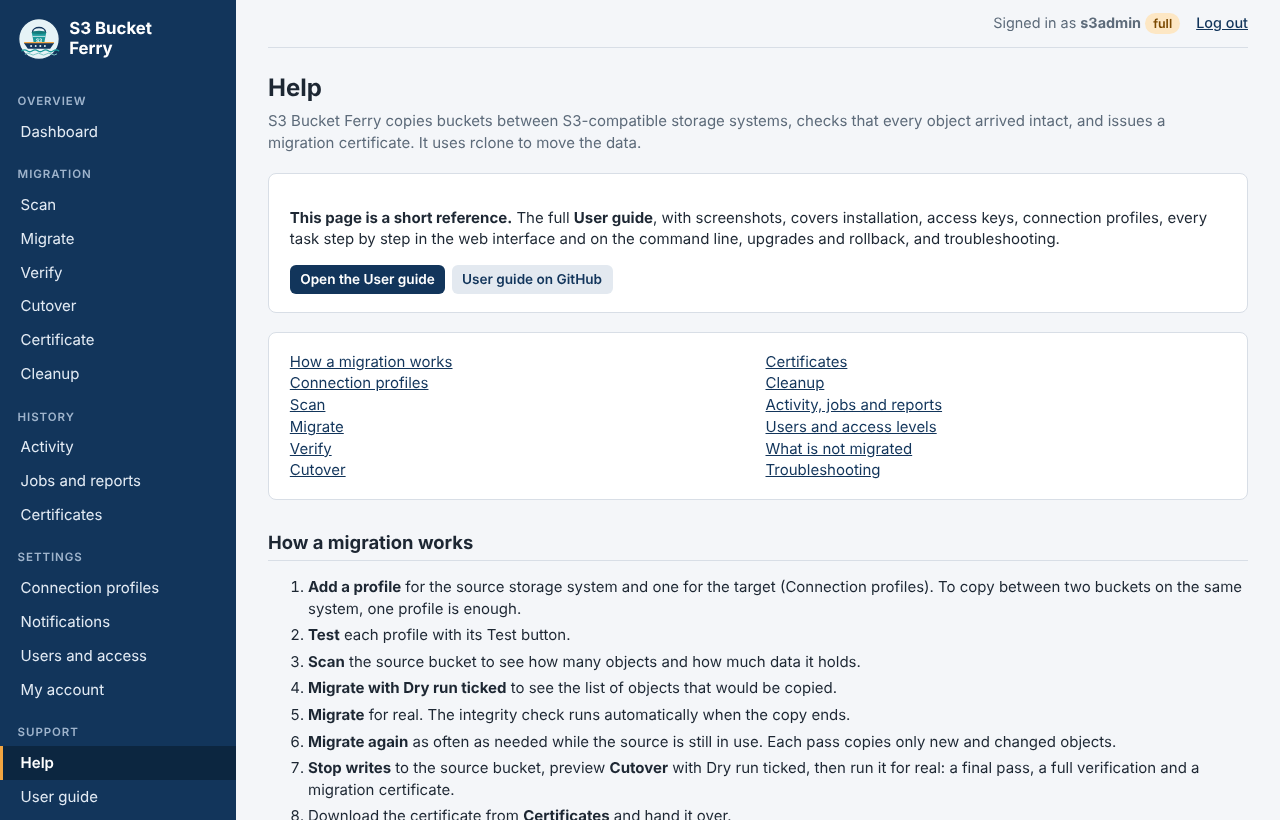 S3 Bucket
Ferry
OVERVIEW
Dashboard
MIGRATION
Scan
Migrate
Verify
Cutover
Certificate
Cleanup
HISTORY
Activity
Jobs and reports
Certificates
SETTINGS
Connection profiles
Notifications
Users and access
My account
SUPPORT
Help
User guide
Signed in as s3admin full Log out
Help
S3 Bucket Ferry copies buckets between S3-compatible storage systems, checks that every object arrived intact, and issues a
migration certificate. It uses rclone to move the data.
This page is a short reference. The full User guide, with screenshots, covers installation, access keys, connection profiles, every
task step by step in the web interface and on the command line, upgrades and rollback, and troubleshooting.
Open the User guide User guide on GitHub
How a migration works
Connection profiles
Scan
Migrate
Verify
Cutover
Certificates
Cleanup
Activity, jobs and reports
Users and access levels
What is not migrated
Troubleshooting
How a migration works
1. Add a profile for the source storage system and one for the target (Connection profiles). To copy between two buckets on the same
system, one profile is enough.
2. Test each profile with its Test button.
3. Scan the source bucket to see how many objects and how much data it holds.
4. Migrate with Dry run ticked to see the list of objects that would be copied.
5. Migrate for real. The integrity check runs automatically when the copy ends.
6. Migrate again as often as needed while the source is still in use. Each pass copies only new and changed objects.
7. Stop writes to the source bucket, preview Cutover with Dry run ticked, then run it for real: a final pass, a full verification and a
migration certificate.
8. Download the certificate from Certificates and hand it over.